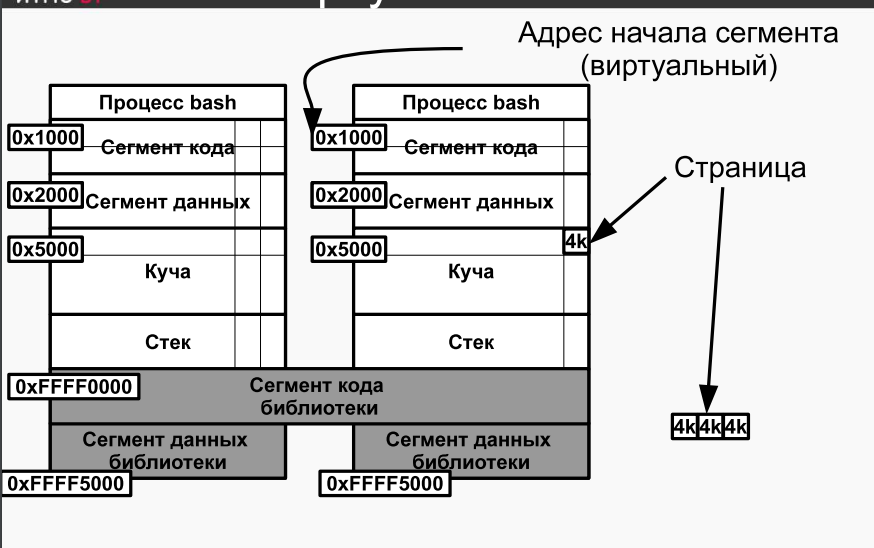 Адрес начала сегмента
(виртуальный)
Процесс bash
Процесс bash
0x1000
Сегмент кода
0x1000
Сегмент кода
Страница
0x2000
Сегмент данных
0x2000
Сегмент данных
0x5000
0x5000
4k
Куча
Куча
Стек
Стек
0xFFFF0000
Сегмент кода
библиотеки
4k 4k 4k
Сегмент данных
библиотеки
Сегмент данных
библиотеки
0xFFFF5000
0xFFFF5000